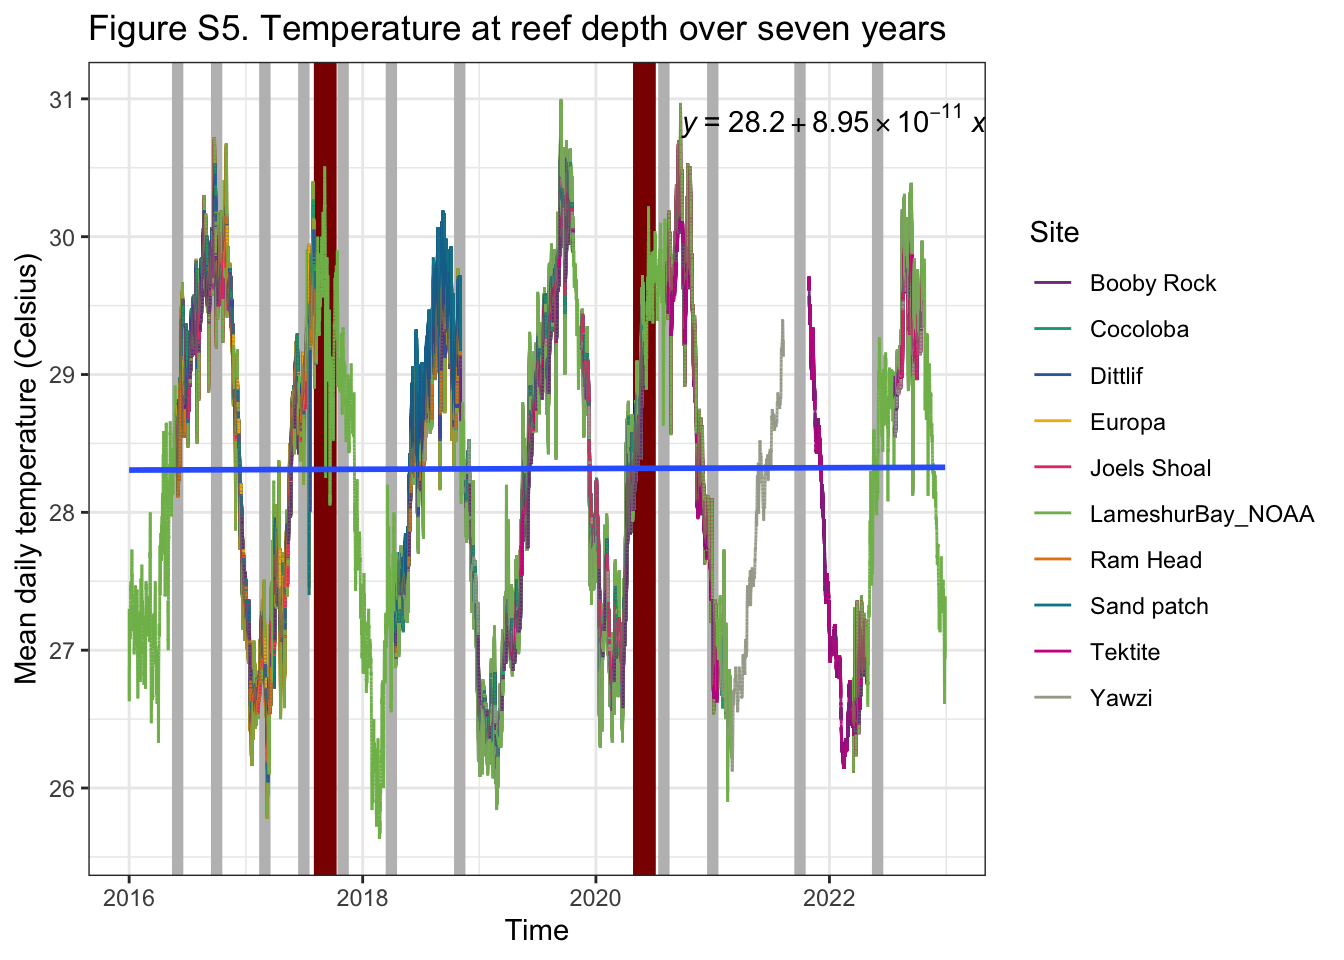 Figure S5. Temperature at reef depth over seven years
y = 28.2 + 8.95 × 10⁻¹¹ x
Mean daily temperature (Celsius)
31
30
29
28
27
26
2016 2018 2020 2022
Time
Site
Booby Rock
Cocoloba
Dittlif
Europa
Joels Shoal
LameshurBay_NOAA
Ram Head
Sand patch
Tektite
Yawzi